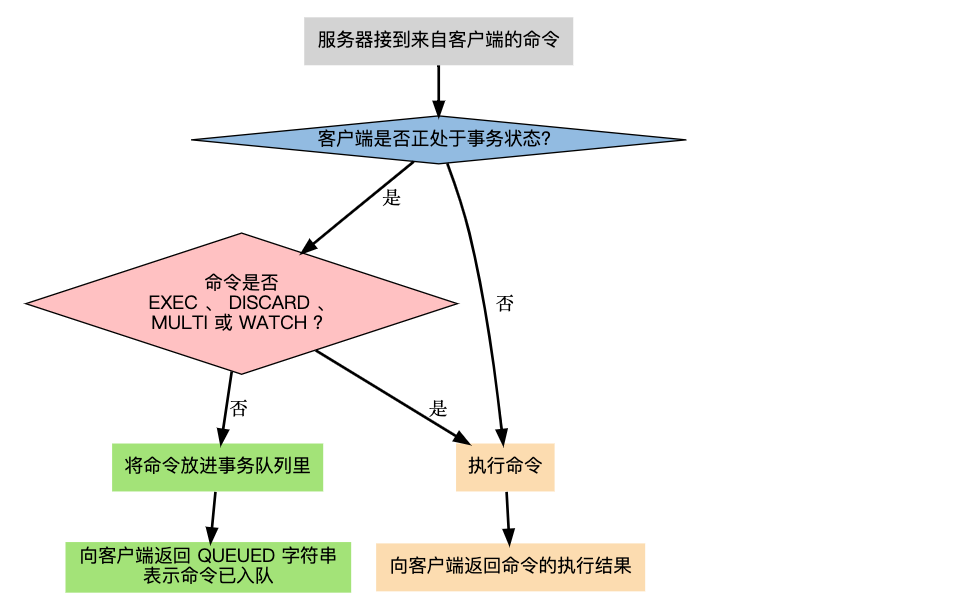 服务器接到来自客户端的命令
客户端是否正处于事务状态?
是
命令是否
EXEC 、 DISCARD 、
MULTI 或 WATCH ?
否
否
是
将命令放进事务队列里
执行命令
向客户端返回 QUEUED 字符串
表示命令已入队
向客户端返回命令的执行结果